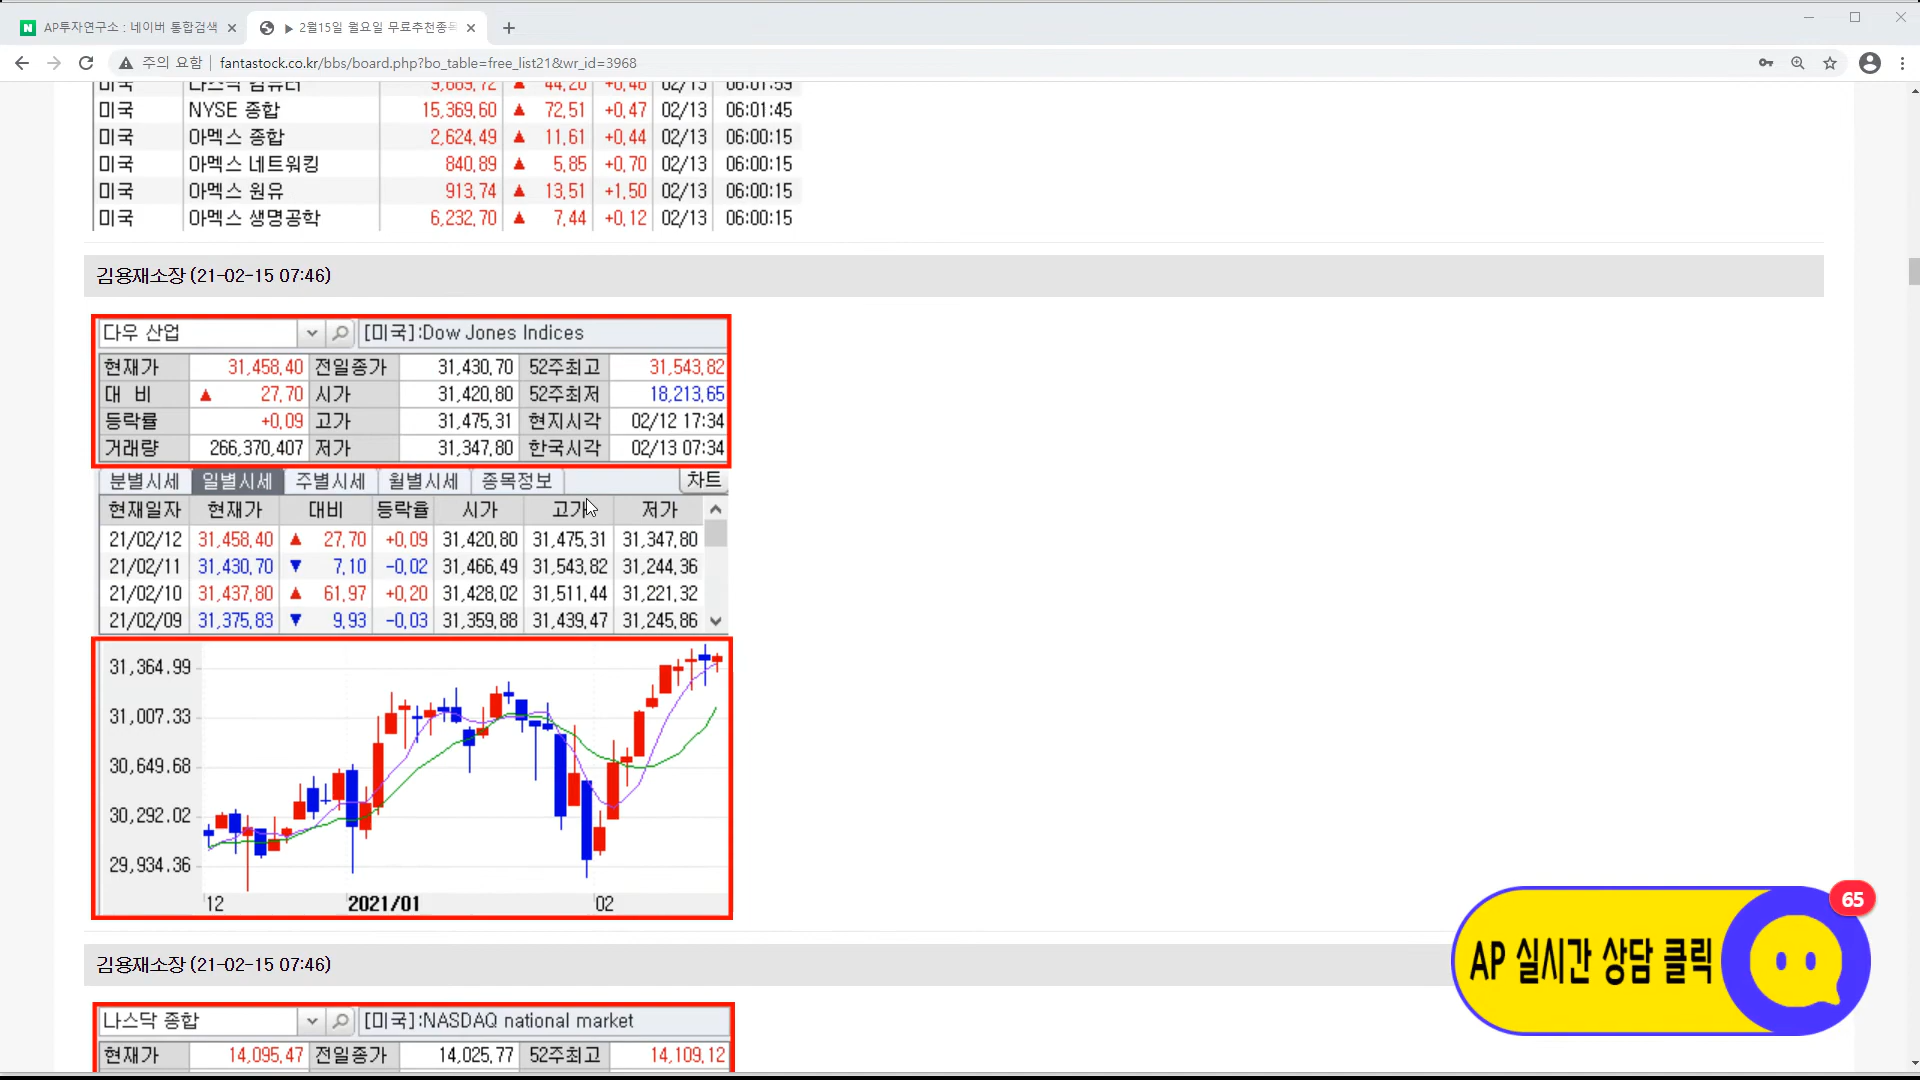 AP투자연구소 : 네이버 통합검색
▶ 2월15일 월요일 무료추천종목
주의 요함 | fantastock.co.kr/bbs/board.php?bo_table=free_list21&wr_id=3968
미국 나스닥 컴퓨터 9,689,72 ▲ 44,20 +0,46 02/13 06:01:59
미국 NYSE 종합 15,369,60 ▲ 72,51 +0,47 02/13 06:01:45
미국 아멕스 종합 2,624,49 ▲ 11,61 +0,44 02/13 06:00:15
미국 아멕스 네트워킹 840,89 ▲ 5,85 +0,70 02/13 06:00:15
미국 아멕스 원유 913,74 ▲ 13,51 +1,50 02/13 06:00:15
미국 아멕스 생명공학 6,232,70 ▲ 7,44 +0,12 02/13 06:00:15
김용재소장 (21-02-15 07:46)
다우 산업 [미국]:Dow Jones Indices
현재가 31,458,40 전일종가 31,430,70 52주최고 31,543,82
대 비 ▲ 27,70 시가 31,420,80 52주최저 18,213,65
등락률 +0,09 고가 31,475,31 현지시각 02/12 17:34
거래량 266,370,407 저가 31,347,80 한국시각 02/13 07:34
분별시세 일별시세 주별시세 월별시세 종목정보 차트
현재일자 현재가 대비 등락율 시가 고가 저가
21/02/12 31,458,40 ▲ 27,70 +0,09 31,420,80 31,475,31 31,347,80
21/02/11 31,430,70 ▼ 7,10 -0,02 31,466,49 31,543,82 31,244,36
21/02/10 31,437,80 ▲ 61,97 +0,20 31,428,02 31,511,44 31,221,32
21/02/09 31,375,83 ▼ 9,93 -0,03 31,359,88 31,439,47 31,245,86
31,364.99
31,007.33
30,649.68
30,292.02
29,934.36
12 2021/01 02
65
AP 실시간 상담 클릭
김용재소장 (21-02-15 07:46)
나스닥 종합 [미국]:NASDAQ national market
현재가 14,095,47 전일종가 14,025,77 52주최고 14,109,12